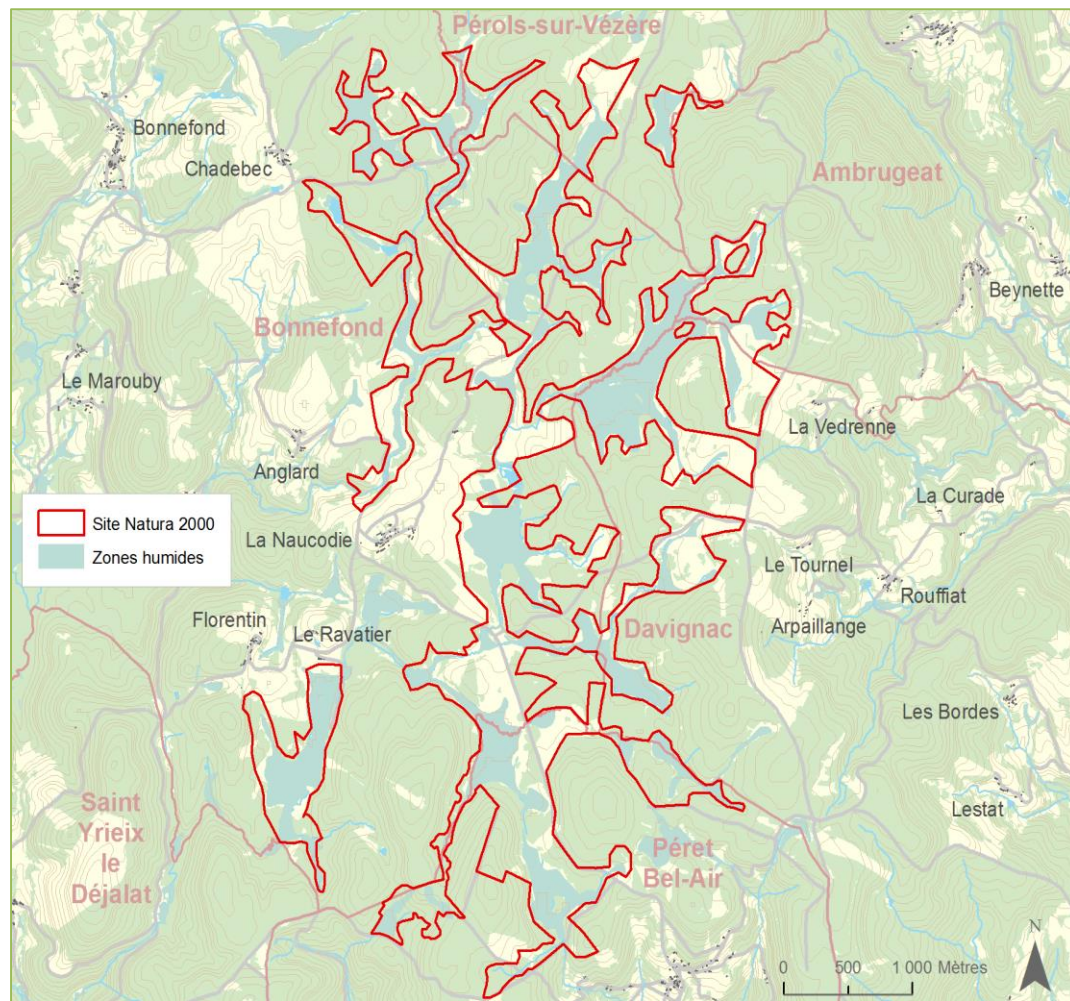 Pérols-sur-Vézère
Bonnefond
Chadebec
Ambrugeat
Beynette
Bonnefond
Le Marouby
La Vedrenne
Anglard
La Curade
Site Natura 2000
Zones humides
La Naucodie
Le Tournel
Rouffiat
Florentin
Le Ravatier
Davignac
Arpaillange
Les Bordes
Saint
Yrieix
le
Déjalat
Lestat
Péret
Bel-Air
N
0 500 1 000 Mètres